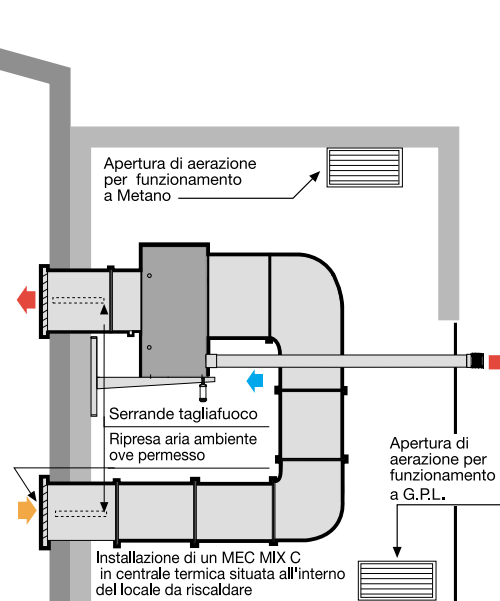 Apertura di aerazione
per funzionamento
a Metano
Serrande tagliafuoco
Ripresa aria ambiente
ove permesso
Apertura di
aerazione per
funzionamento
a G.P.L.
Installazione di un MEC MIX C
in centrale termica situata all'interno
del locale da riscaldare